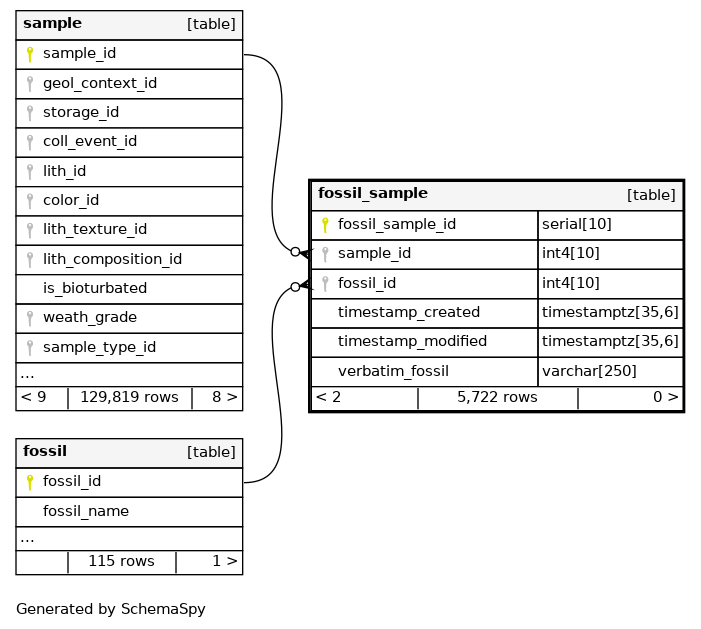 sample [table]
sample_id
geol_context_id
storage_id
coll_event_id
lith_id
color_id
lith_texture_id
lith_composition_id
is_bioturbated
weath_grade
sample_type_id
...
< 9 129,819 rows 8 >
fossil_sample [table]
fossil_sample_id serial[10]
sample_id int4[10]
fossil_id int4[10]
timestamp_created timestamptz[35,6]
timestamp_modified timestamptz[35,6]
verbatim_fossil varchar[250]
< 2 5,722 rows 0 >
fossil [table]
fossil_id
fossil_name
...
115 rows 1 >
Generated by SchemaSpy